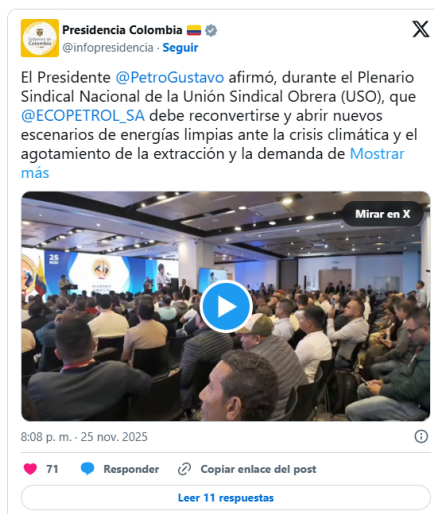 Presidencia Colombia
@infopresidencia · Seguir
El Presidente @PetroGustavo afirmó, durante el Plenario
Sindical Nacional de la Unión Sindical Obrera (USO), que
@ECOPETROL_SA debe reconvertirse y abrir nuevos
escenarios de energías limpias ante la crisis climática y el
agotamiento de la extracción y la demanda de Mostrar
más
Mirar en X
25
8:08 p. m. · 25 nov. 2025
71 Responder Copiar enlace del post
Leer 11 respuestas